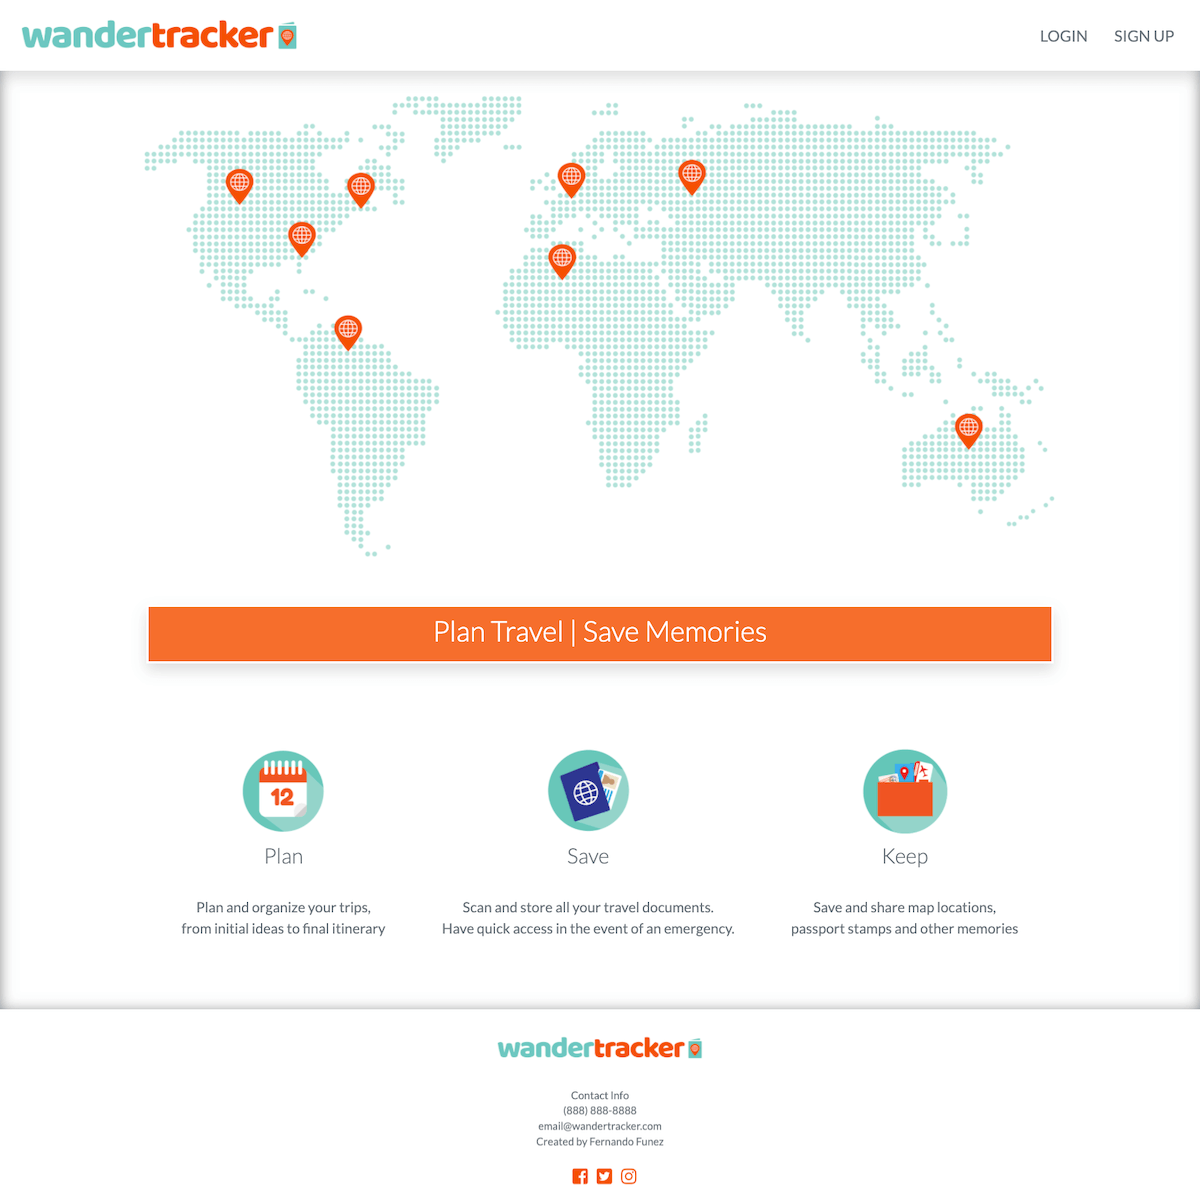 wandertracker
LOGIN SIGN UP
Plan Travel | Save Memories
12
Plan
Save
Keep
Plan and organize your trips,
from initial ideas to final itinerary
Scan and store all your travel documents.
Have quick access in the event of an emergency.
Save and share map locations,
passport stamps and other memories
wandertracker
Contact Info
(888) 888-8888
email@wandertracker.com
Created by Fernando Funez